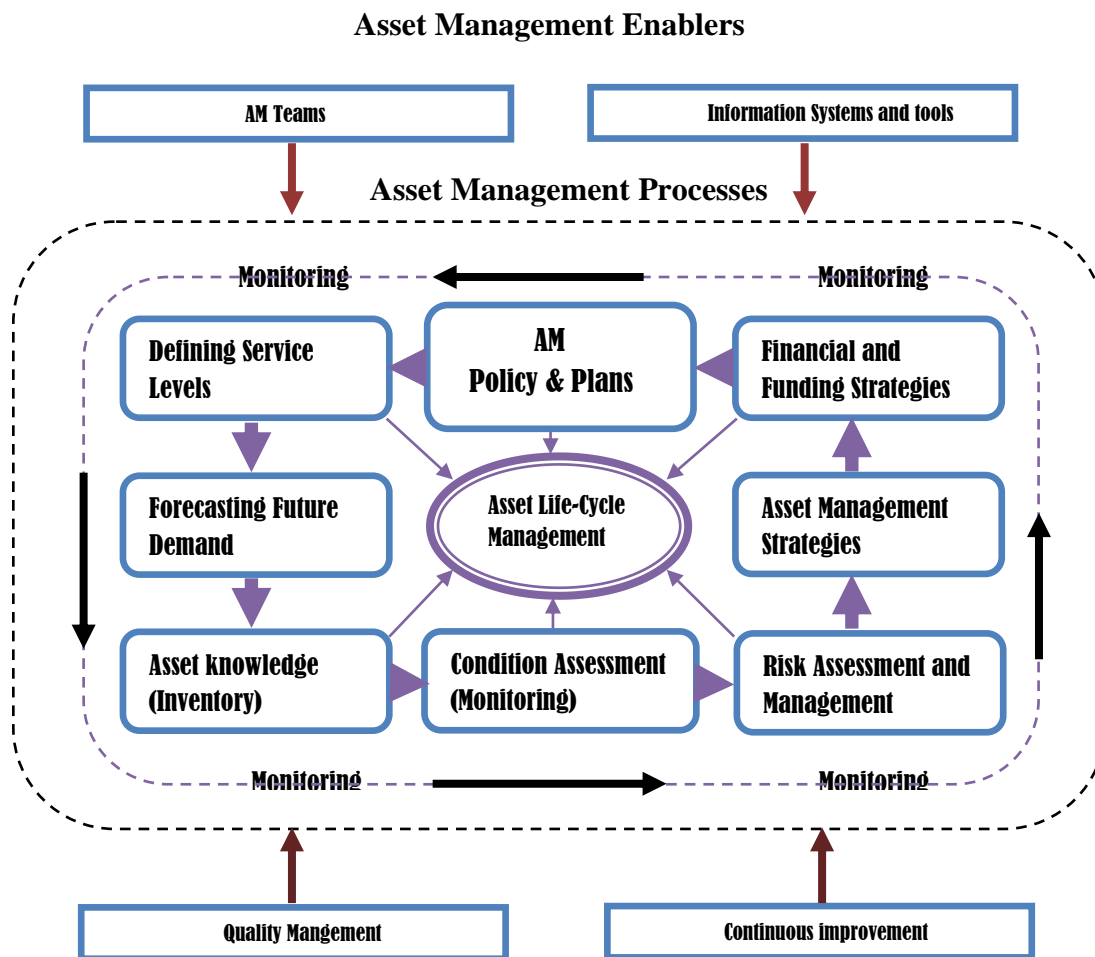 Asset Management Enablers
AM Teams
Information Systems and tools
Asset Management Processes
Monitoring
Monitoring
Defining Service
Levels
AM
Policy & Plans
Financial and
Funding Strategies
Forecasting Future
Demand
Asset Life-Cycle
Management
Asset Management
Strategies
Asset knowledge
(Inventory)
Condition Assessment
(Monitoring)
Risk Assessment and
Management
Monitoring
Monitoring
Quality Mangement
Continuous improvement